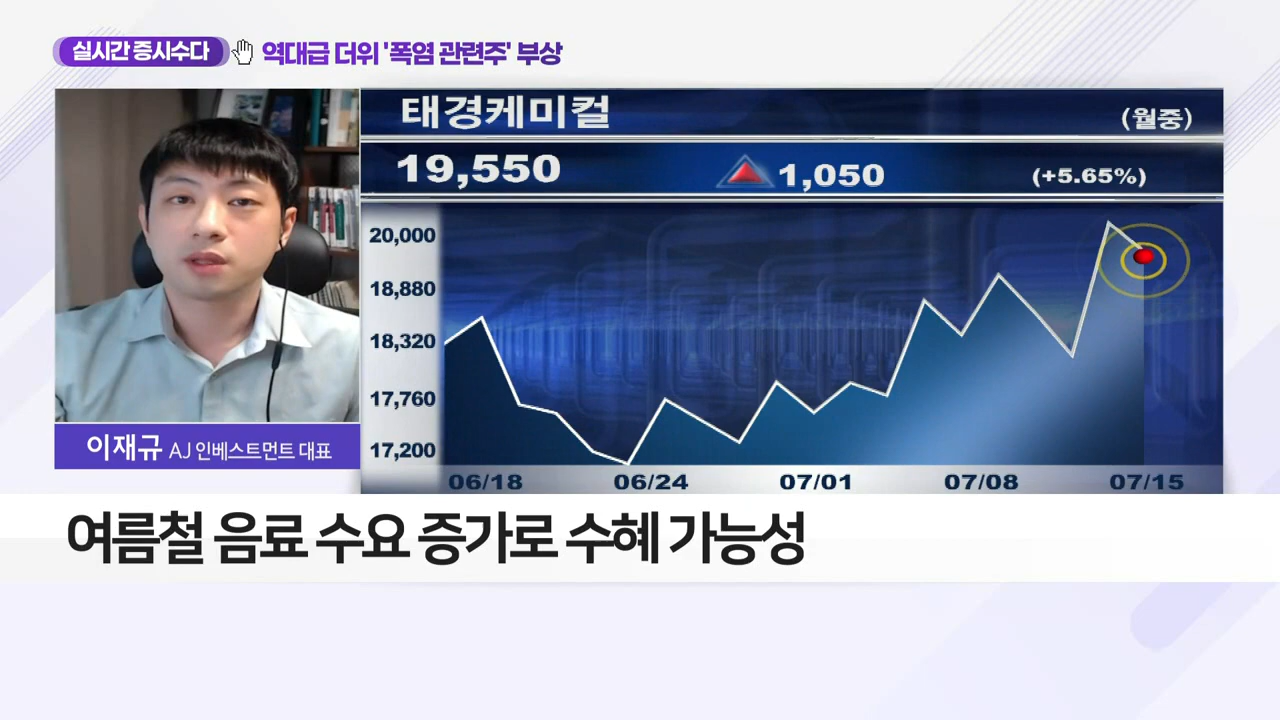 실시간 증시수다 역대급 더위 '폭염 관련주' 부상
태경케미컬 (월중)
19,550 1,050 (+5.65%)
20,000
18,880
18,320
17,760
17,200
06/18 06/24 07/01 07/08 07/15
이재규 AJ 인베스트먼트 대표
여름철 음료 수요 증가로 수혜 가능성